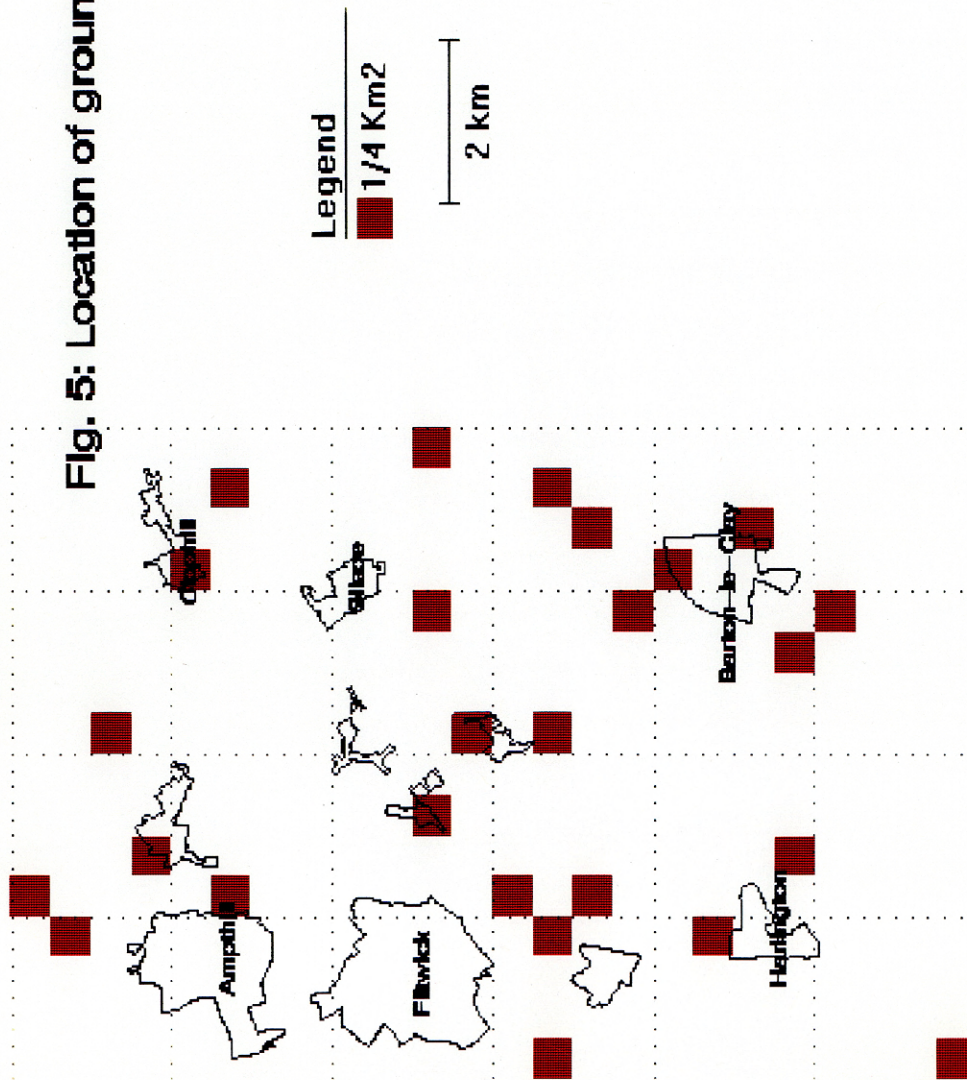 Fig. 5: Location of groun
Legend
1/4 Km2
2 km
Clophill
Silsoe
Barton le Clay
Ampthill
Flitwick
Harlington